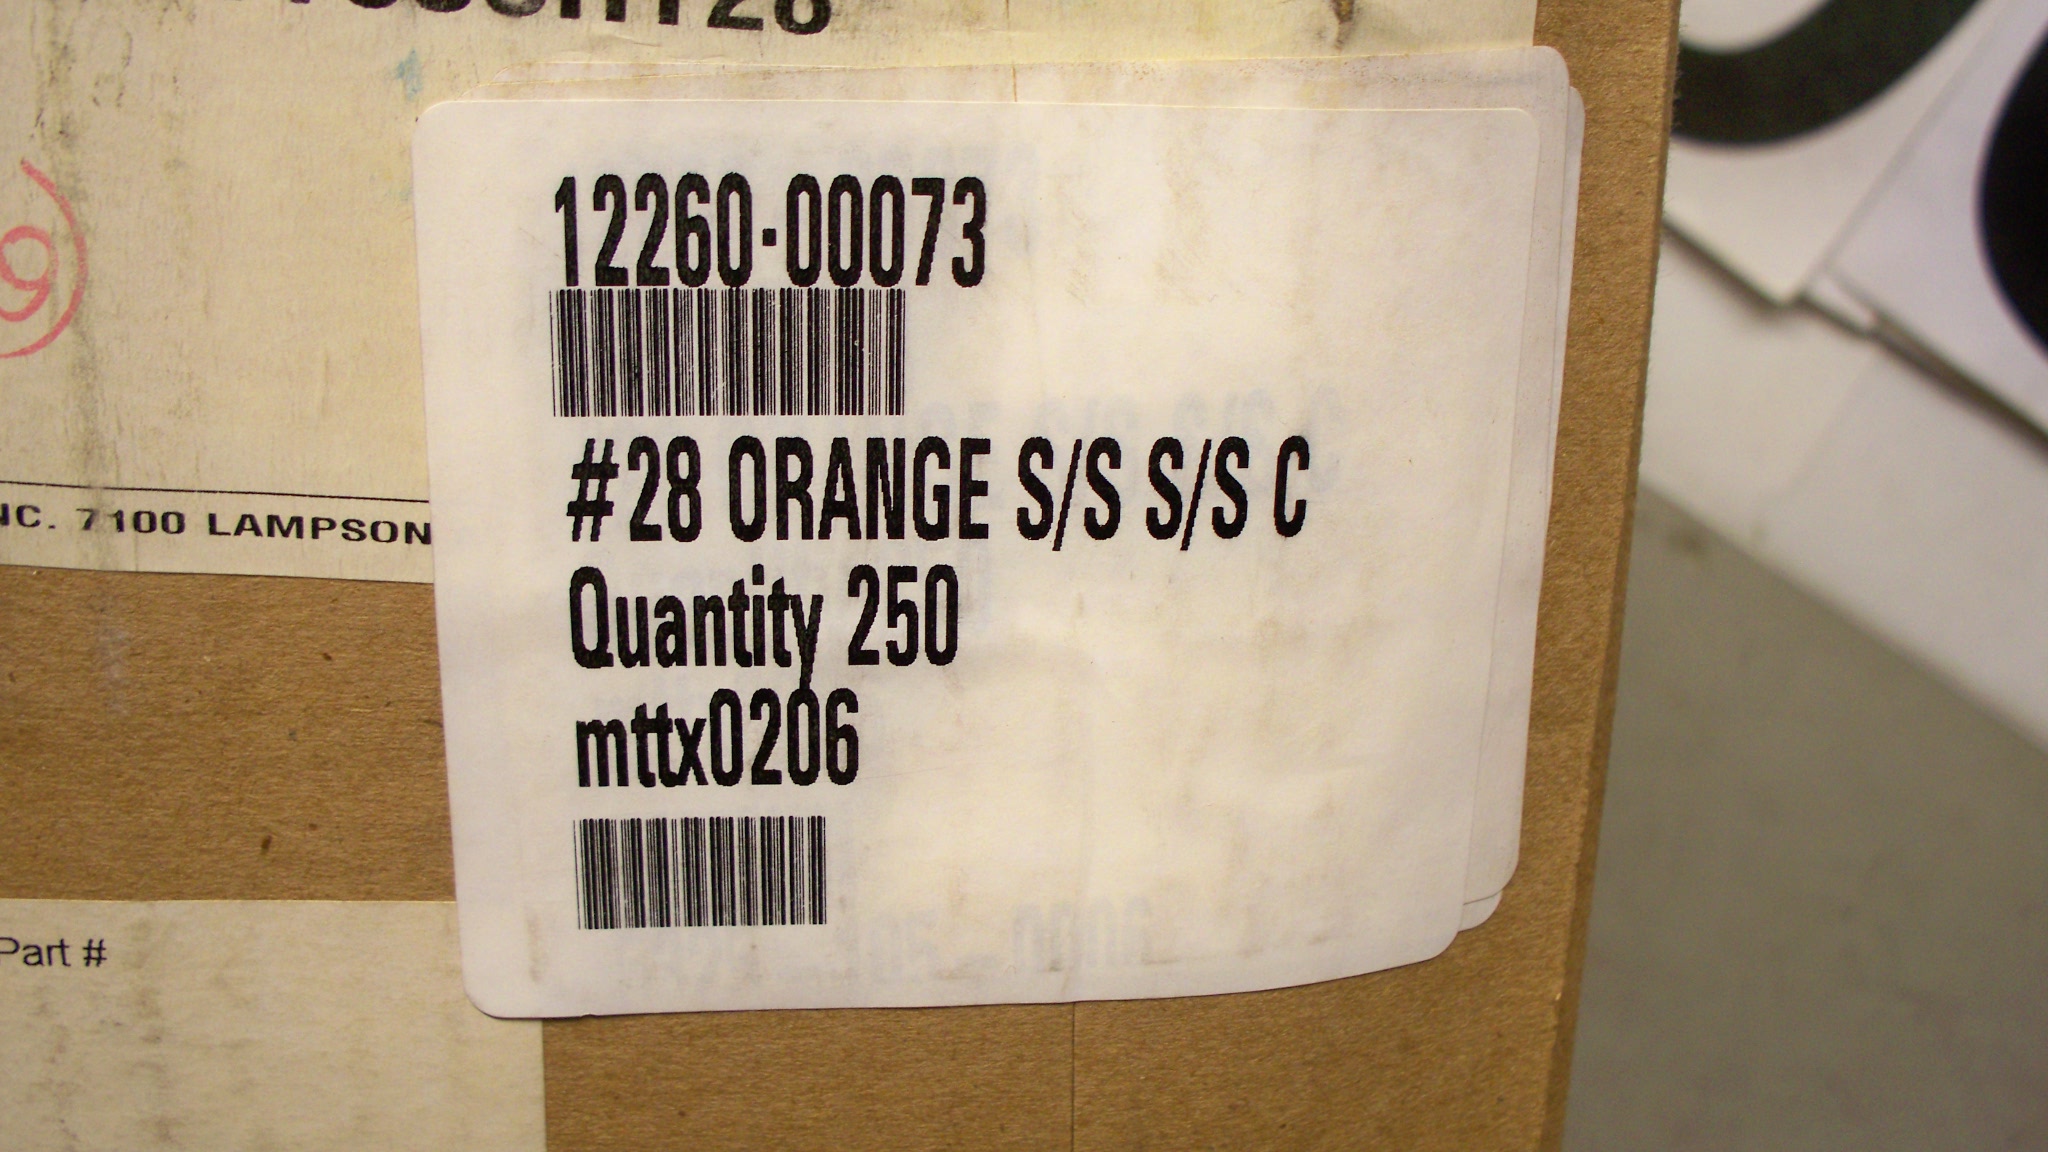 12260-00073
#28 ORANGE S/S S/S C
Quantity 250
mttx0206
NC. 7100 LAMPSON
Part #